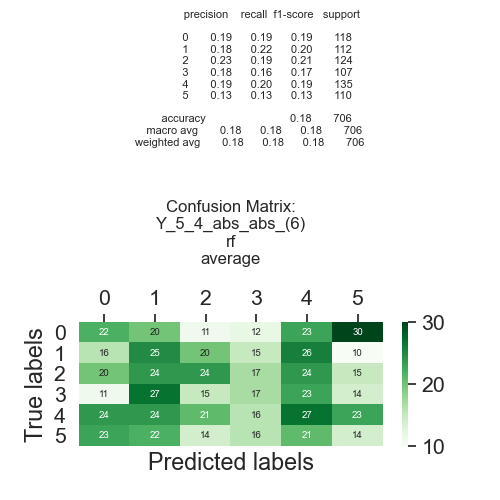 precision recall f1-score support
0 0.19 0.19 0.19 118
1 0.18 0.22 0.20 112
2 0.23 0.19 0.21 124
3 0.18 0.16 0.17 107
4 0.19 0.20 0.19 135
5 0.13 0.13 0.13 110
accuracy 0.18 706
macro avg 0.18 0.18 0.18 706
weighted avg 0.18 0.18 0.18 706
Confusion Matrix:
Y_5_4_abs_abs_(6)
rf
average
0 1 2 3 4 5
0 22 20 11 12 23 30 30
1 16 25 20 15 26 10
2 20 24 24 17 24 15 20
3 11 27 15 17 23 14
4 24 24 21 16 27 23
5 23 22 14 16 21 14 10
True labels
Predicted labels